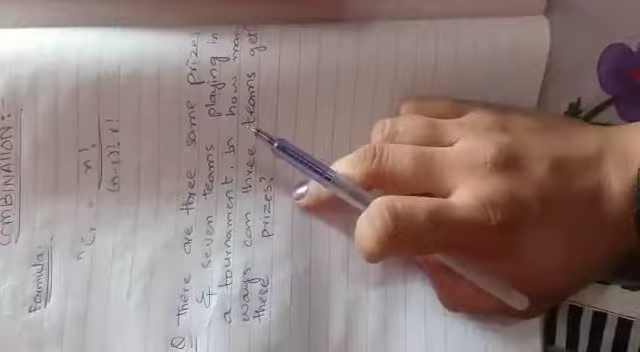 COMBINATION:-
Formula:
ⁿCᵣ = n! / (n-r)! r!
Q There are three same prizes
& seven teams playing in
a tournament. In how many
ways can three teams get
these prizes?